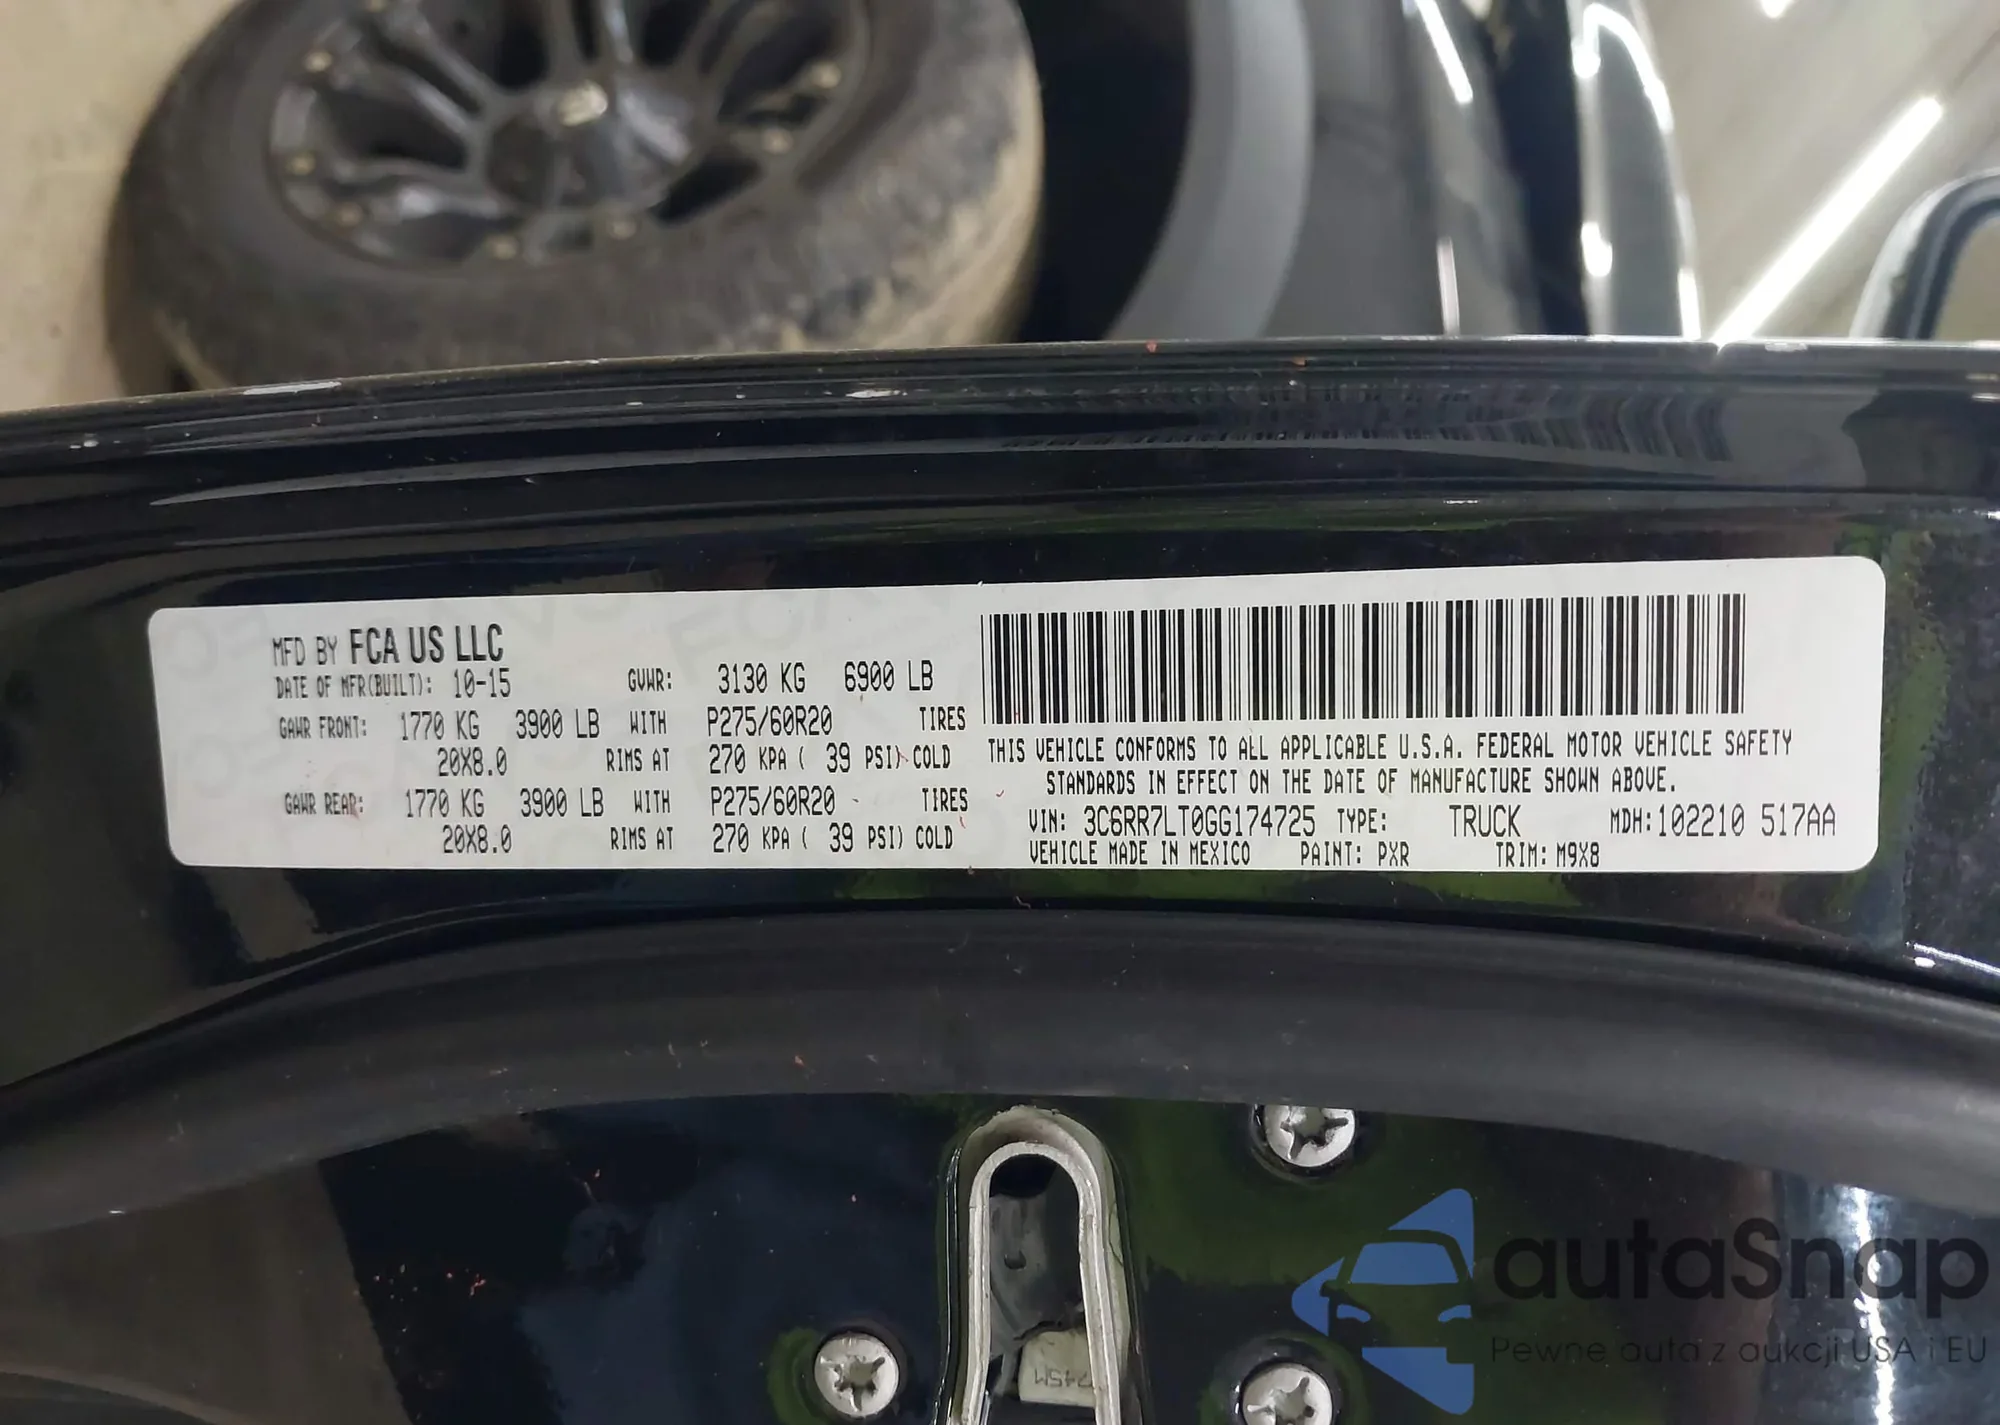 MFD BY FCA US LLC
DATE OF MFR(BUILT): 10-15 GVWR: 3130 KG 6900 LB
GAWR FRONT: 1770 KG 3900 LB WITH P275/60R20 TIRES
20X8.0 RIMS AT 270 KPA ( 39 PSI) COLD
GAWR REAR: 1770 KG 3900 LB WITH P275/60R20 TIRES
20X8.0 RIMS AT 270 KPA ( 39 PSI) COLD
THIS VEHICLE CONFORMS TO ALL APPLICABLE U.S.A. FEDERAL MOTOR VEHICLE SAFETY
STANDARDS IN EFFECT ON THE DATE OF MANUFACTURE SHOWN ABOVE.
VIN: 3C6RR7LT0GG174725 TYPE: TRUCK MDH:102210 517AA
VEHICLE MADE IN MEXICO PAINT: PXR TRIM: M9X8
autaSnap
Pewne auta z aukcji USA i EU